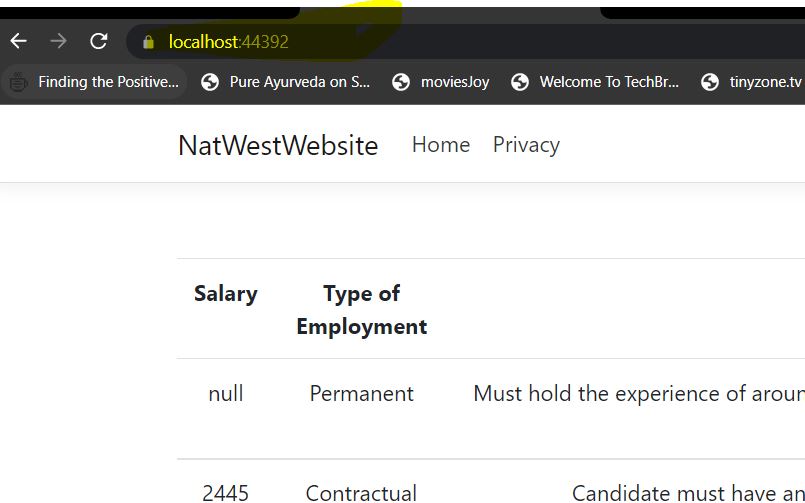 localhost:44392
Finding the Positive... Pure Ayurveda on S... moviesJoy Welcome To TechBr... tinyzone.tv
NatWestWebsite Home Privacy
Salary Type of
Employment
null Permanent Must hold the experience of aroun
2445 Contractual Candidate must have an